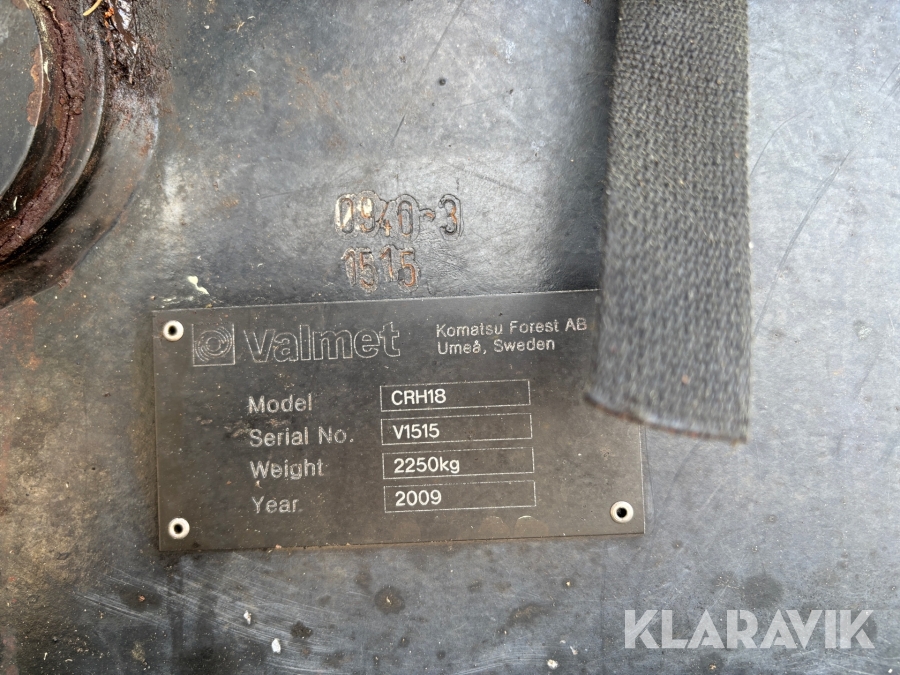 0940-3
1515
Valmet
Komatsu Forest AB
Umeå, Sweden
Model CRH18
Serial No. V1515
Weight 2250kg
Year 2009
KLARAVIK